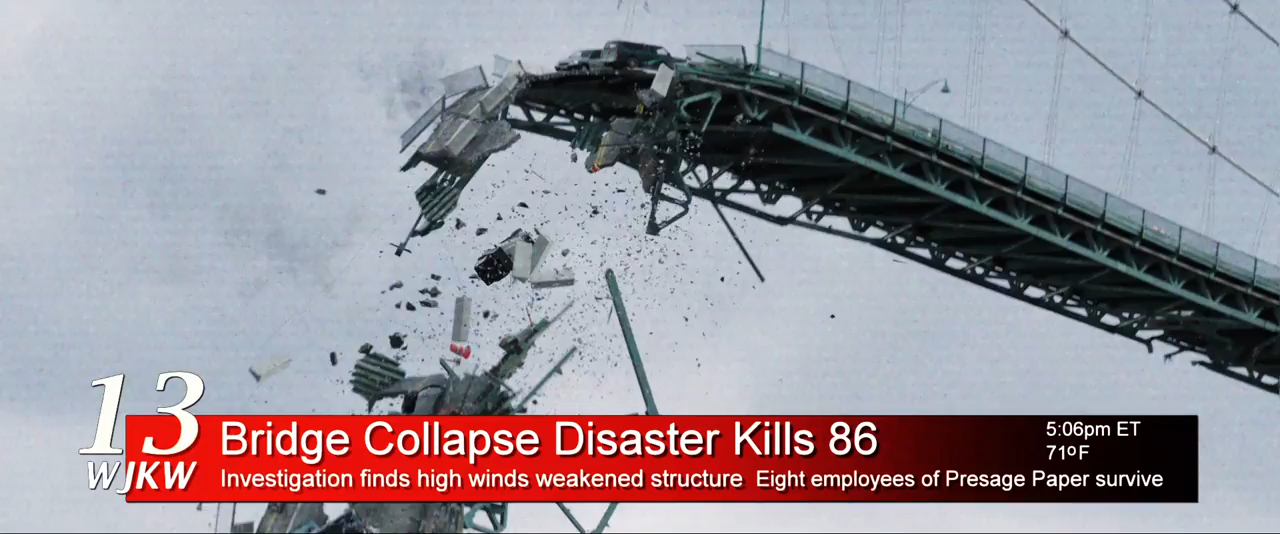 13
WJKW
Bridge Collapse Disaster Kills 86
5:06pm ET
71ºF
Investigation finds high winds weakened structure Eight employees of Presage Paper survive